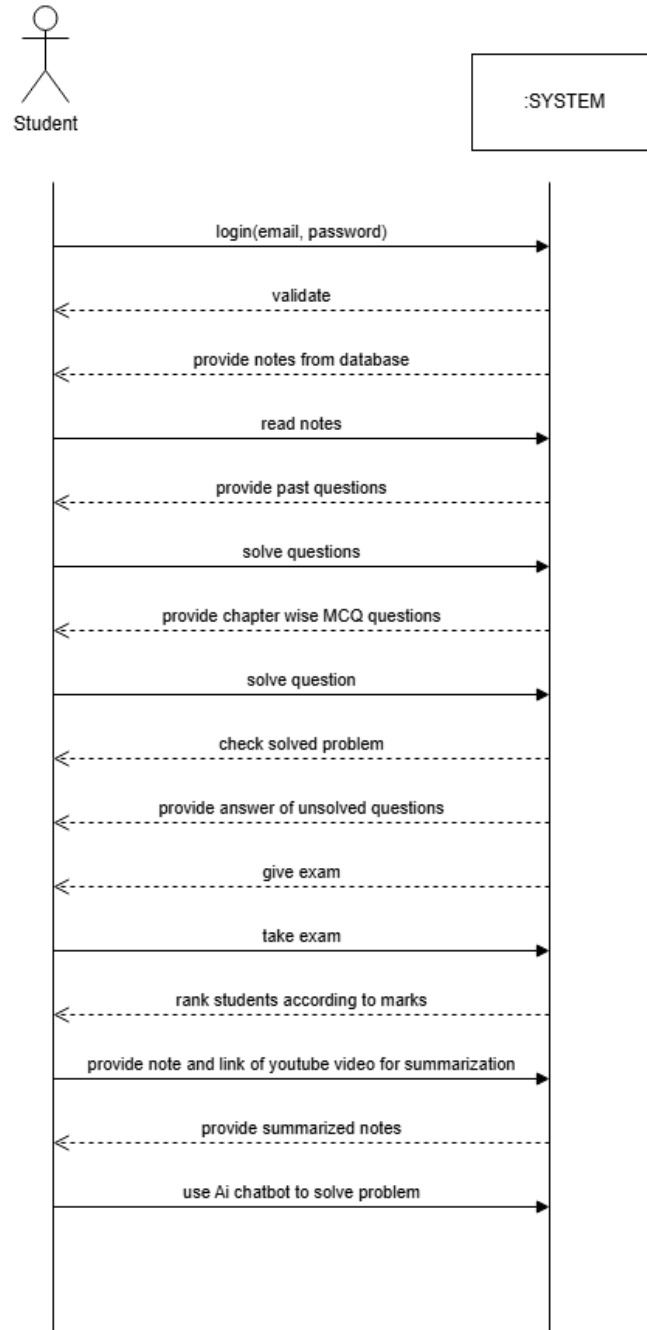 Student
:SYSTEM
login(email, password)
validate
provide notes from database
read notes
provide past questions
solve questions
provide chapter wise MCQ questions
solve question
check solved problem
provide answer of unsolved questions
give exam
take exam
rank students according to marks
provide note and link of youtube video for summarization
provide summarized notes
use Ai chatbot to solve problem